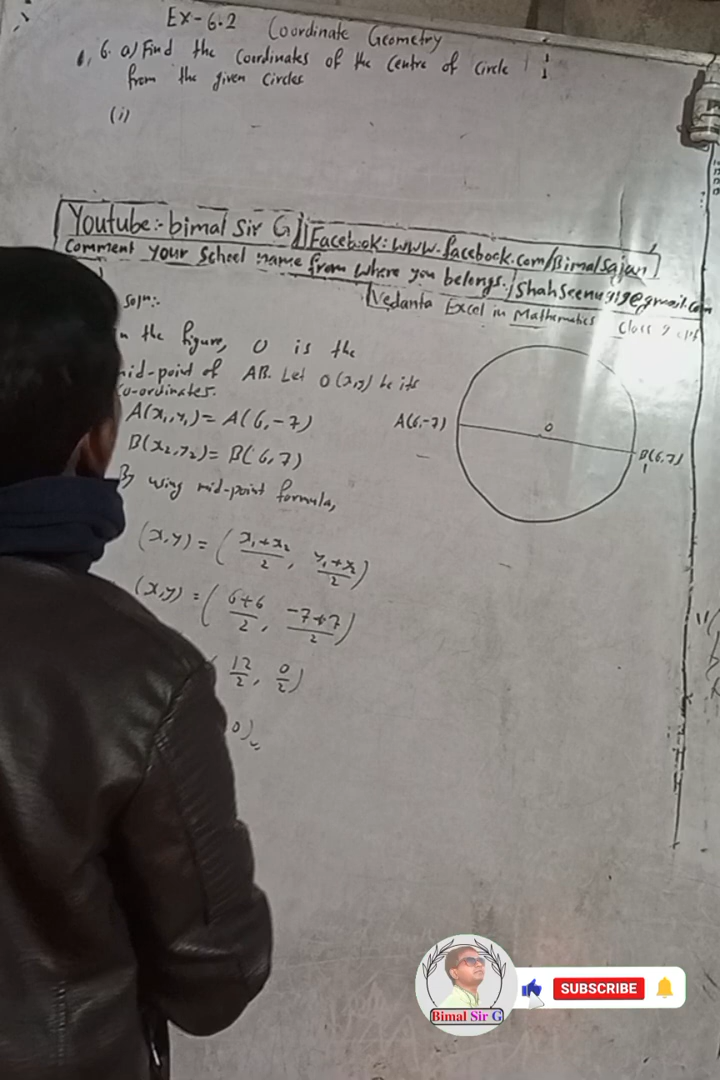 Ex-6.2 Coordinate Geometry
6. a) Find the Coordinates of the Centre of Circle
from the given Circles
(i)
Youtube:- bimal Sir G
Facebook: www.facebook.com/Bimalsajan
Comment your School name from where you belongs.
Vedanta Excel in Mathematics Class 9
Soln:-
the figure, O is the
mid-point of AB. Let O(x,y) be its
co-ordinates.
A(x₁,y₁) = A(6,-7)
B(x₂,y₂) = B(6,7)
By using mid-point formula,
(x,y) = (x₁+x₂/2, y₁+y₂/2)
(x,y) = (6+6/2, -7+7/2)
12/2, 0/2)
0)
A(6,-7)
O
B(6,7)
SUBSCRIBE
Bimal Sir G